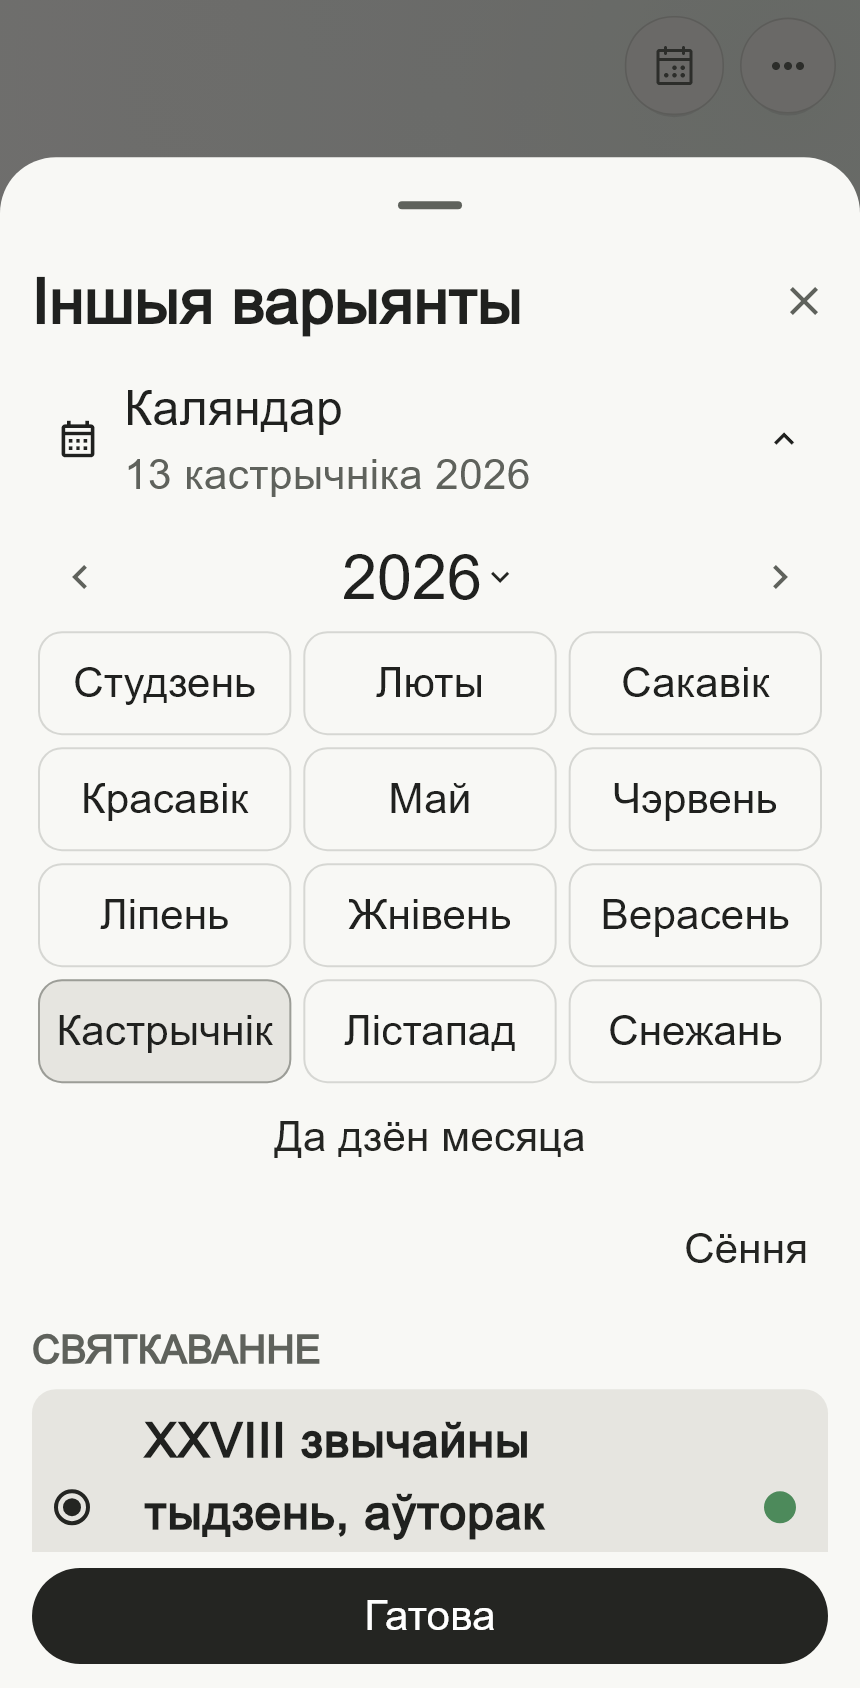 Іншыя варыянты
Каляндар
13 кастрычніка 2026
2026
Студзень Люты Сакавік
Красавік Май Чэрвень
Ліпень Жнівень Верасень
Кастрычнік Лістапад Снежань
Да дзён месяца
Сёння
СВЯТКАВАННЕ
XXVIII звычайны
тыдзень, аўторак
Гатова